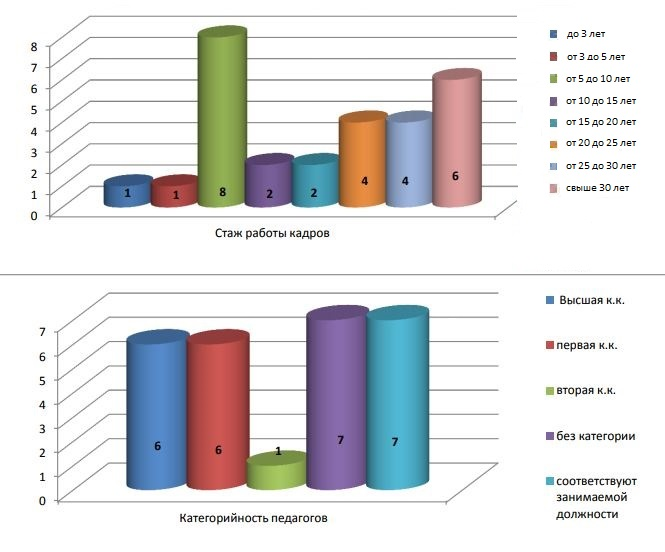 8
7
6
5
4
3
2
1
0
1
1
8
2
2
4
4
6
Стаж работы кадров
до 3 лет
от 3 до 5 лет
от 5 до 10 лет
от 10 до 15 лет
от 15 до 20 лет
от 20 до 25 лет
от 25 до 30 лет
свыше 30 лет
7
6
5
4
3
2
1
0
6
6
1
7
7
Категорийность педагогов
Высшая к.к.
первая к.к.
вторая к.к.
без категории
соответствуют
занимаемой
должности